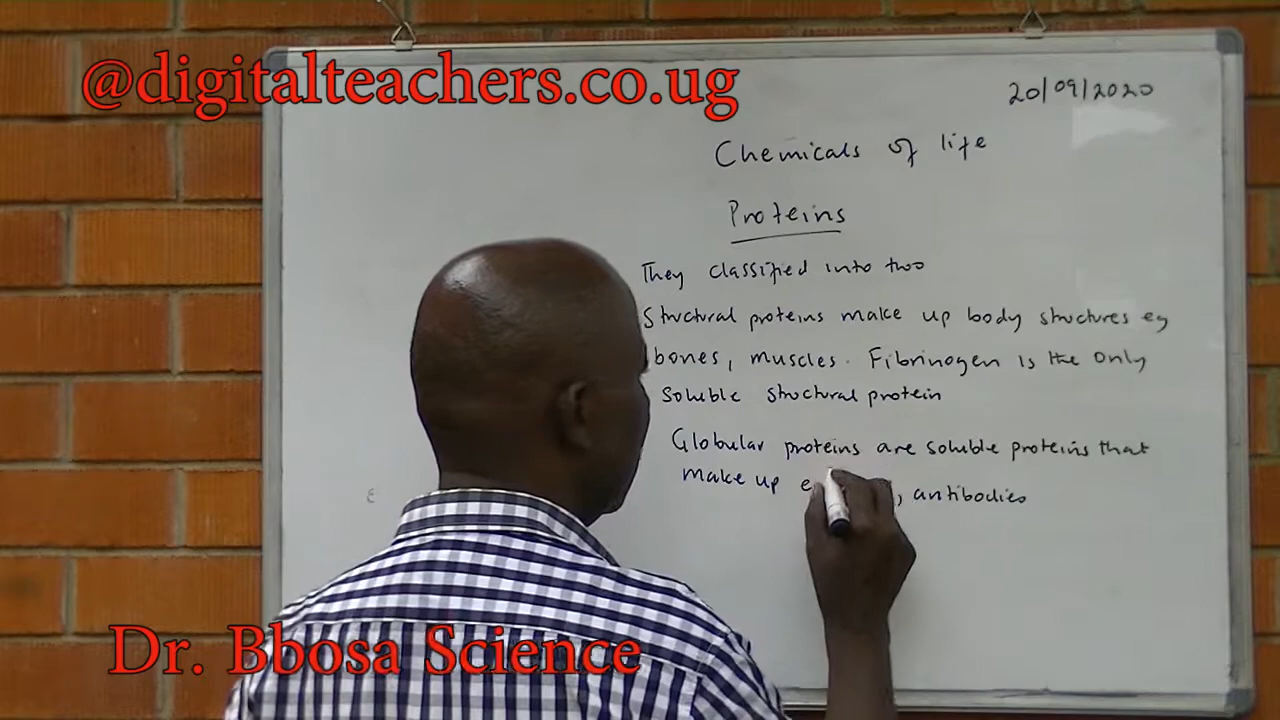 @digitalteachers.co.ug
20/09/2020
Chemicals of life
Proteins
They classified into two
Structural proteins make up body structures eg
bones, muscles. Fibrinogen is the only
soluble structural protein
Globular proteins are soluble proteins that
make up , antibodies
Dr. Bbosa Science